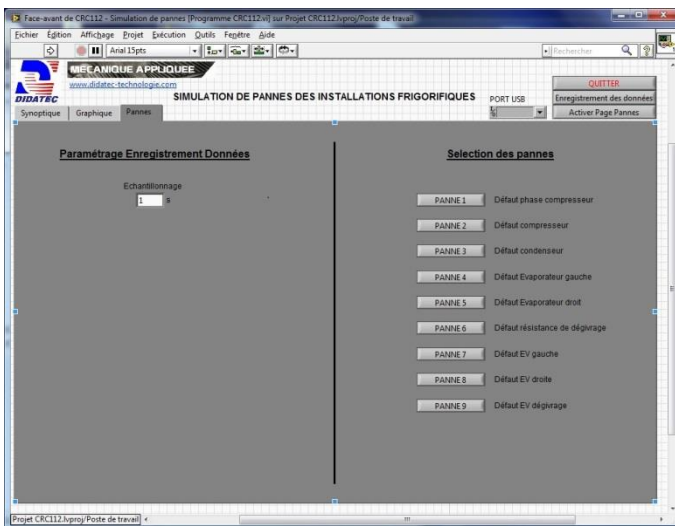 Face-avant de CRC112 - Simulation de pannes [Programme CRC112.vi] sur Projet CRC112.lvproj/Poste de travail
Fichier Edition Affichage Projet Exécution Outils Fenêtre Aide
Arial 15pts
Rechercher
MECANIQUE APPLIQUEE
www.didatec-technologie.com
DIDATEC
SIMULATION DE PANNES DES INSTALLATIONS FRIGORIFIQUES
PORT USB
QUITTER
Enregistrement des données
Activer Page Pannes
Synoptique Graphique Pannes
Paramétrage Enregistrement Données
Echantillonnage
1 s
Selection des pannes
PANNE 1 Défaut phase compresseur
PANNE 2 Défaut compresseur
PANNE 3 Défaut condenseur
PANNE 4 Défaut Evaporateur gauche
PANNE 5 Défaut Evaporateur droit
PANNE 6 Défaut résistance de dégivrage
PANNE 7 Défaut EV gauche
PANNE 8 Défaut EV droite
PANNE 9 Défaut EV dégivrage
Projet CRC112.lvproj/Poste de travail